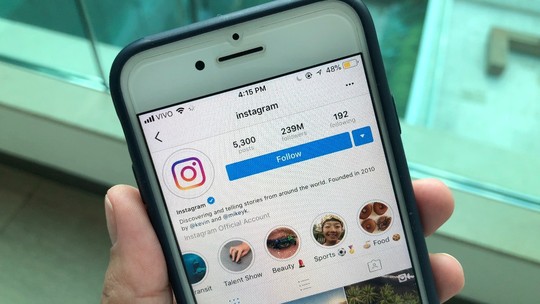 VIVO 4:15 PM 48%
instagram
5,300 239M 192
posts followers following
Follow
Instagram
Discovering and telling stories from around the world. Founded in 2010
by @kevin and @mikeyk.
Instagram Official Account
Transit Talent Show Beauty Sports Food